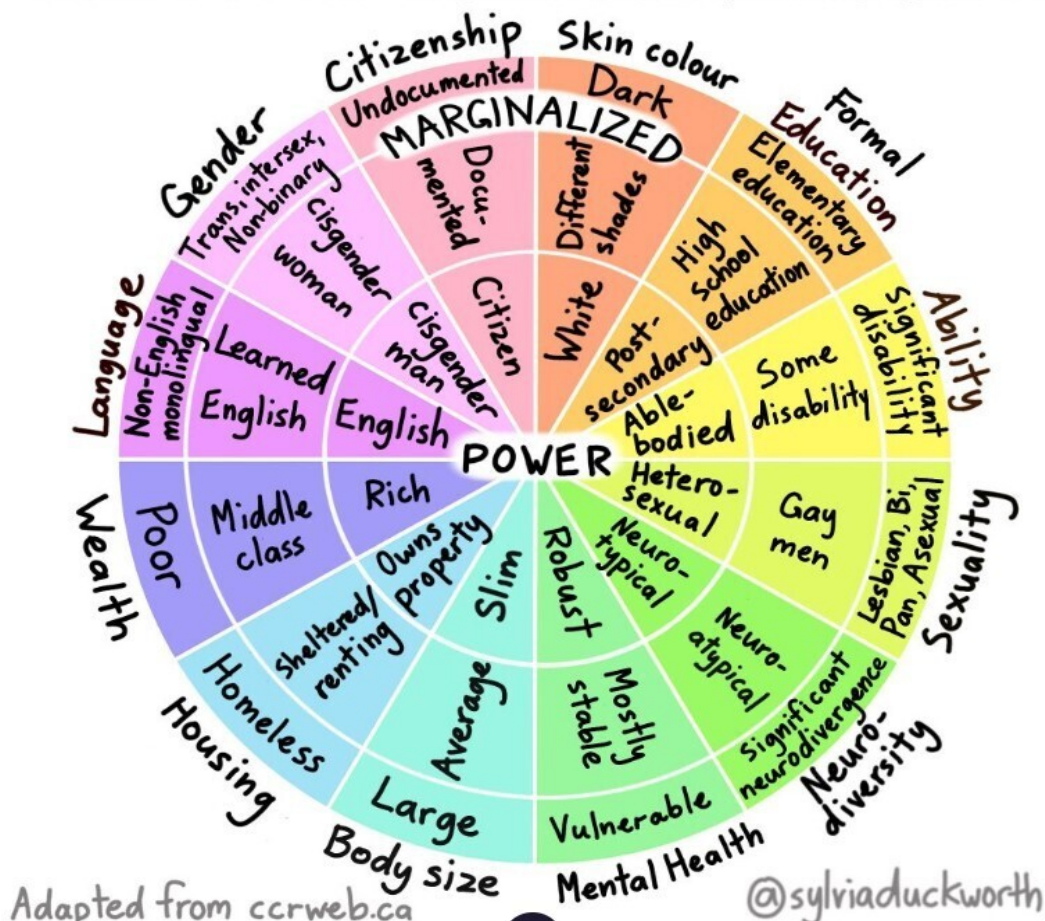 Citizenship
Undocumented
Docu-
mented
Citizen
Skin colour
Dark
Different
shades
White
Formal
Education
Elementary
education
High
school
education
Post-
secondary
Ability
Significant
disability
Some
disability
Able-
bodied
Sexuality
Lesbian, Bi,
Pan, Asexual
Gay
men
Hetero-
sexual
Neuro-
diversity
Significant
neurodivergence
Neuro-
atypical
Neuro-
typical
Mental Health
Vulnerable
Mostly
stable
Robust
Body size
Large
Average
Slim
Housing
Homeless
Sheltered/
renting
Owns
property
Wealth
Poor
Middle
class
Rich
Language
Non-English
monolingual
Learned
English
English
Gender
Trans, intersex,
Non-binary
cisgender
woman
cisgender
man
MARGINALIZED
POWER
Adapted from ccrweb.ca
@sylviaduckworth